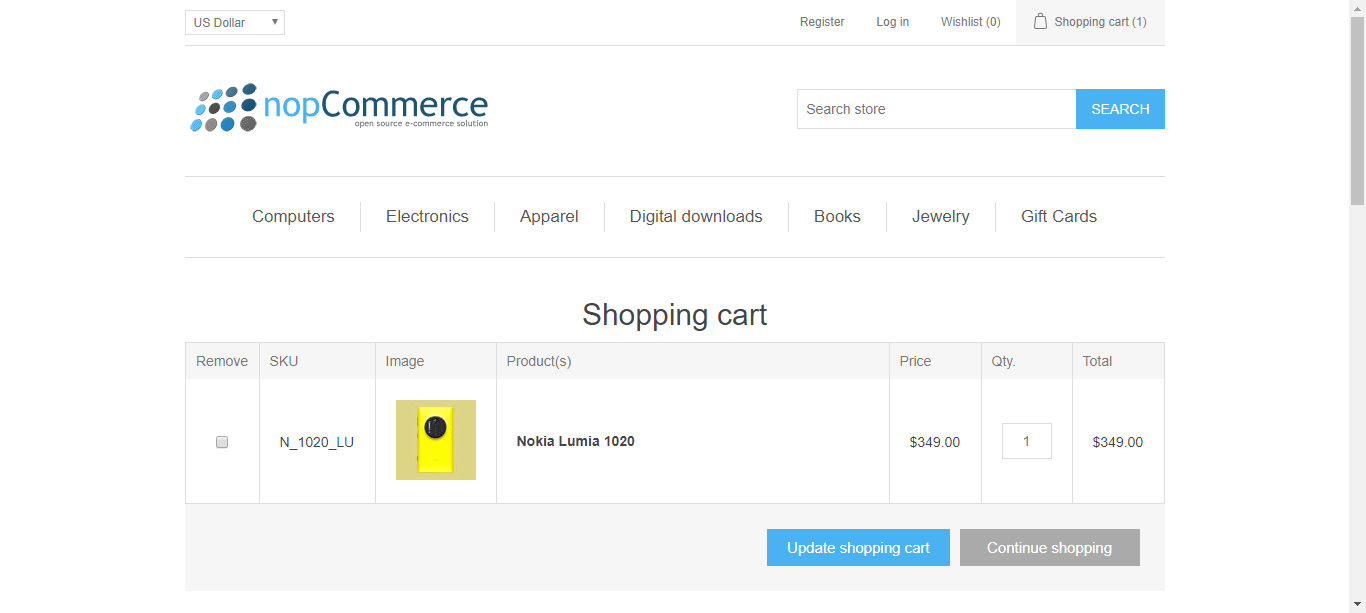 US Dollar
Register Log in Wishlist (0) Shopping cart (1)
nopCommerce
open source e-commerce solution
Search store SEARCH
Computers Electronics Apparel Digital downloads Books Jewelry Gift Cards
Shopping cart
Remove SKU Image Product(s) Price Qty. Total
N_1020_LU Nokia Lumia 1020 $349.00 1 $349.00
Update shopping cart Continue shopping